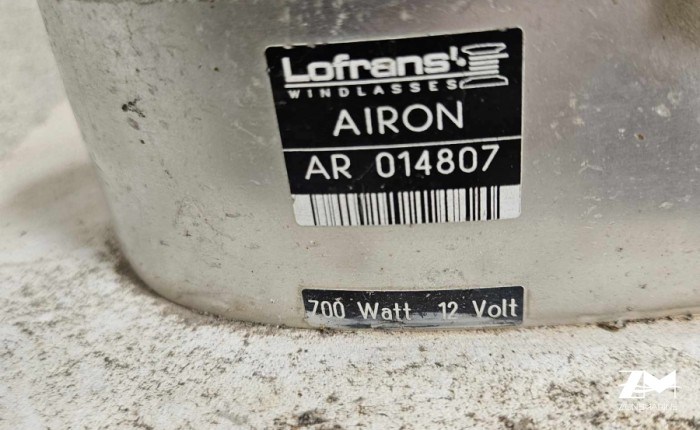 Lofrans'
WINDLASSES
AIRON
AR 014807
700 Watt 12 Volt